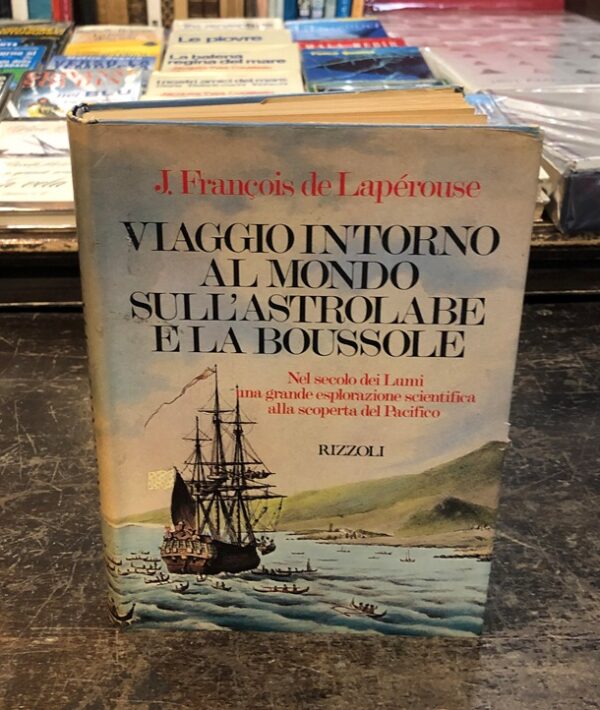 Le piovre
La balena
regina del mare
J. François de Lapérouse
VIAGGIO INTORNO
AL MONDO
SULL'ASTROLABE
E LA BOUSSOLE
Nel secolo dei Lumi
una grande esplorazione scientifica
alla scoperta del Pacifico
RIZZOLI